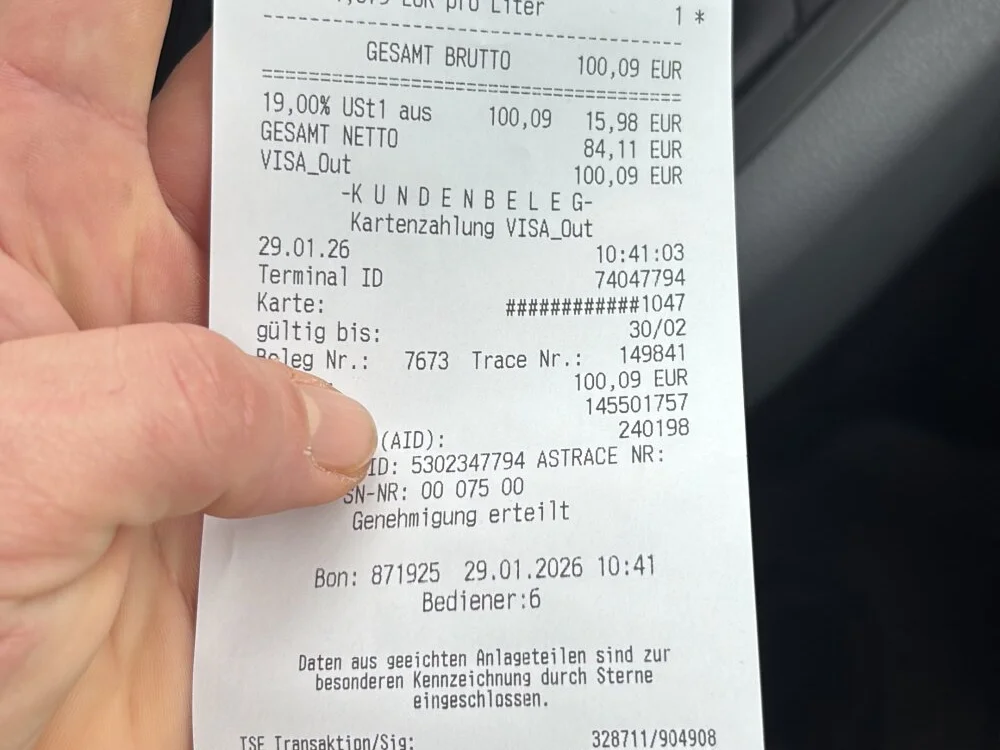 EUR pro Liter 1 *
GESAMT BRUTTO 100,09 EUR
19,00% USt1 aus 100,09 15,98 EUR
GESAMT NETTO 84,11 EUR
VISA_Out 100,09 EUR
-K U N D E N B E L E G-
Kartenzahlung VISA_Out
29.01.26 10:41:03
Terminal ID 74047794
Karte: ############1047
gültig bis: 30/02
Beleg Nr.: 7673 Trace Nr.: 149841
100,09 EUR
145501757
(AID): 240198
ID: 5302347794 ASTRACE NR:
SN-NR: 00 075 00
Genehmigung erteilt
Bon: 871925 29.01.2026 10:41
Bediener:6
Daten aus geeichten Anlageteilen sind zur
besonderen Kennzeichnung durch Sterne
eingeschlossen.
TSE Transaktion/Sig: 328711/904908